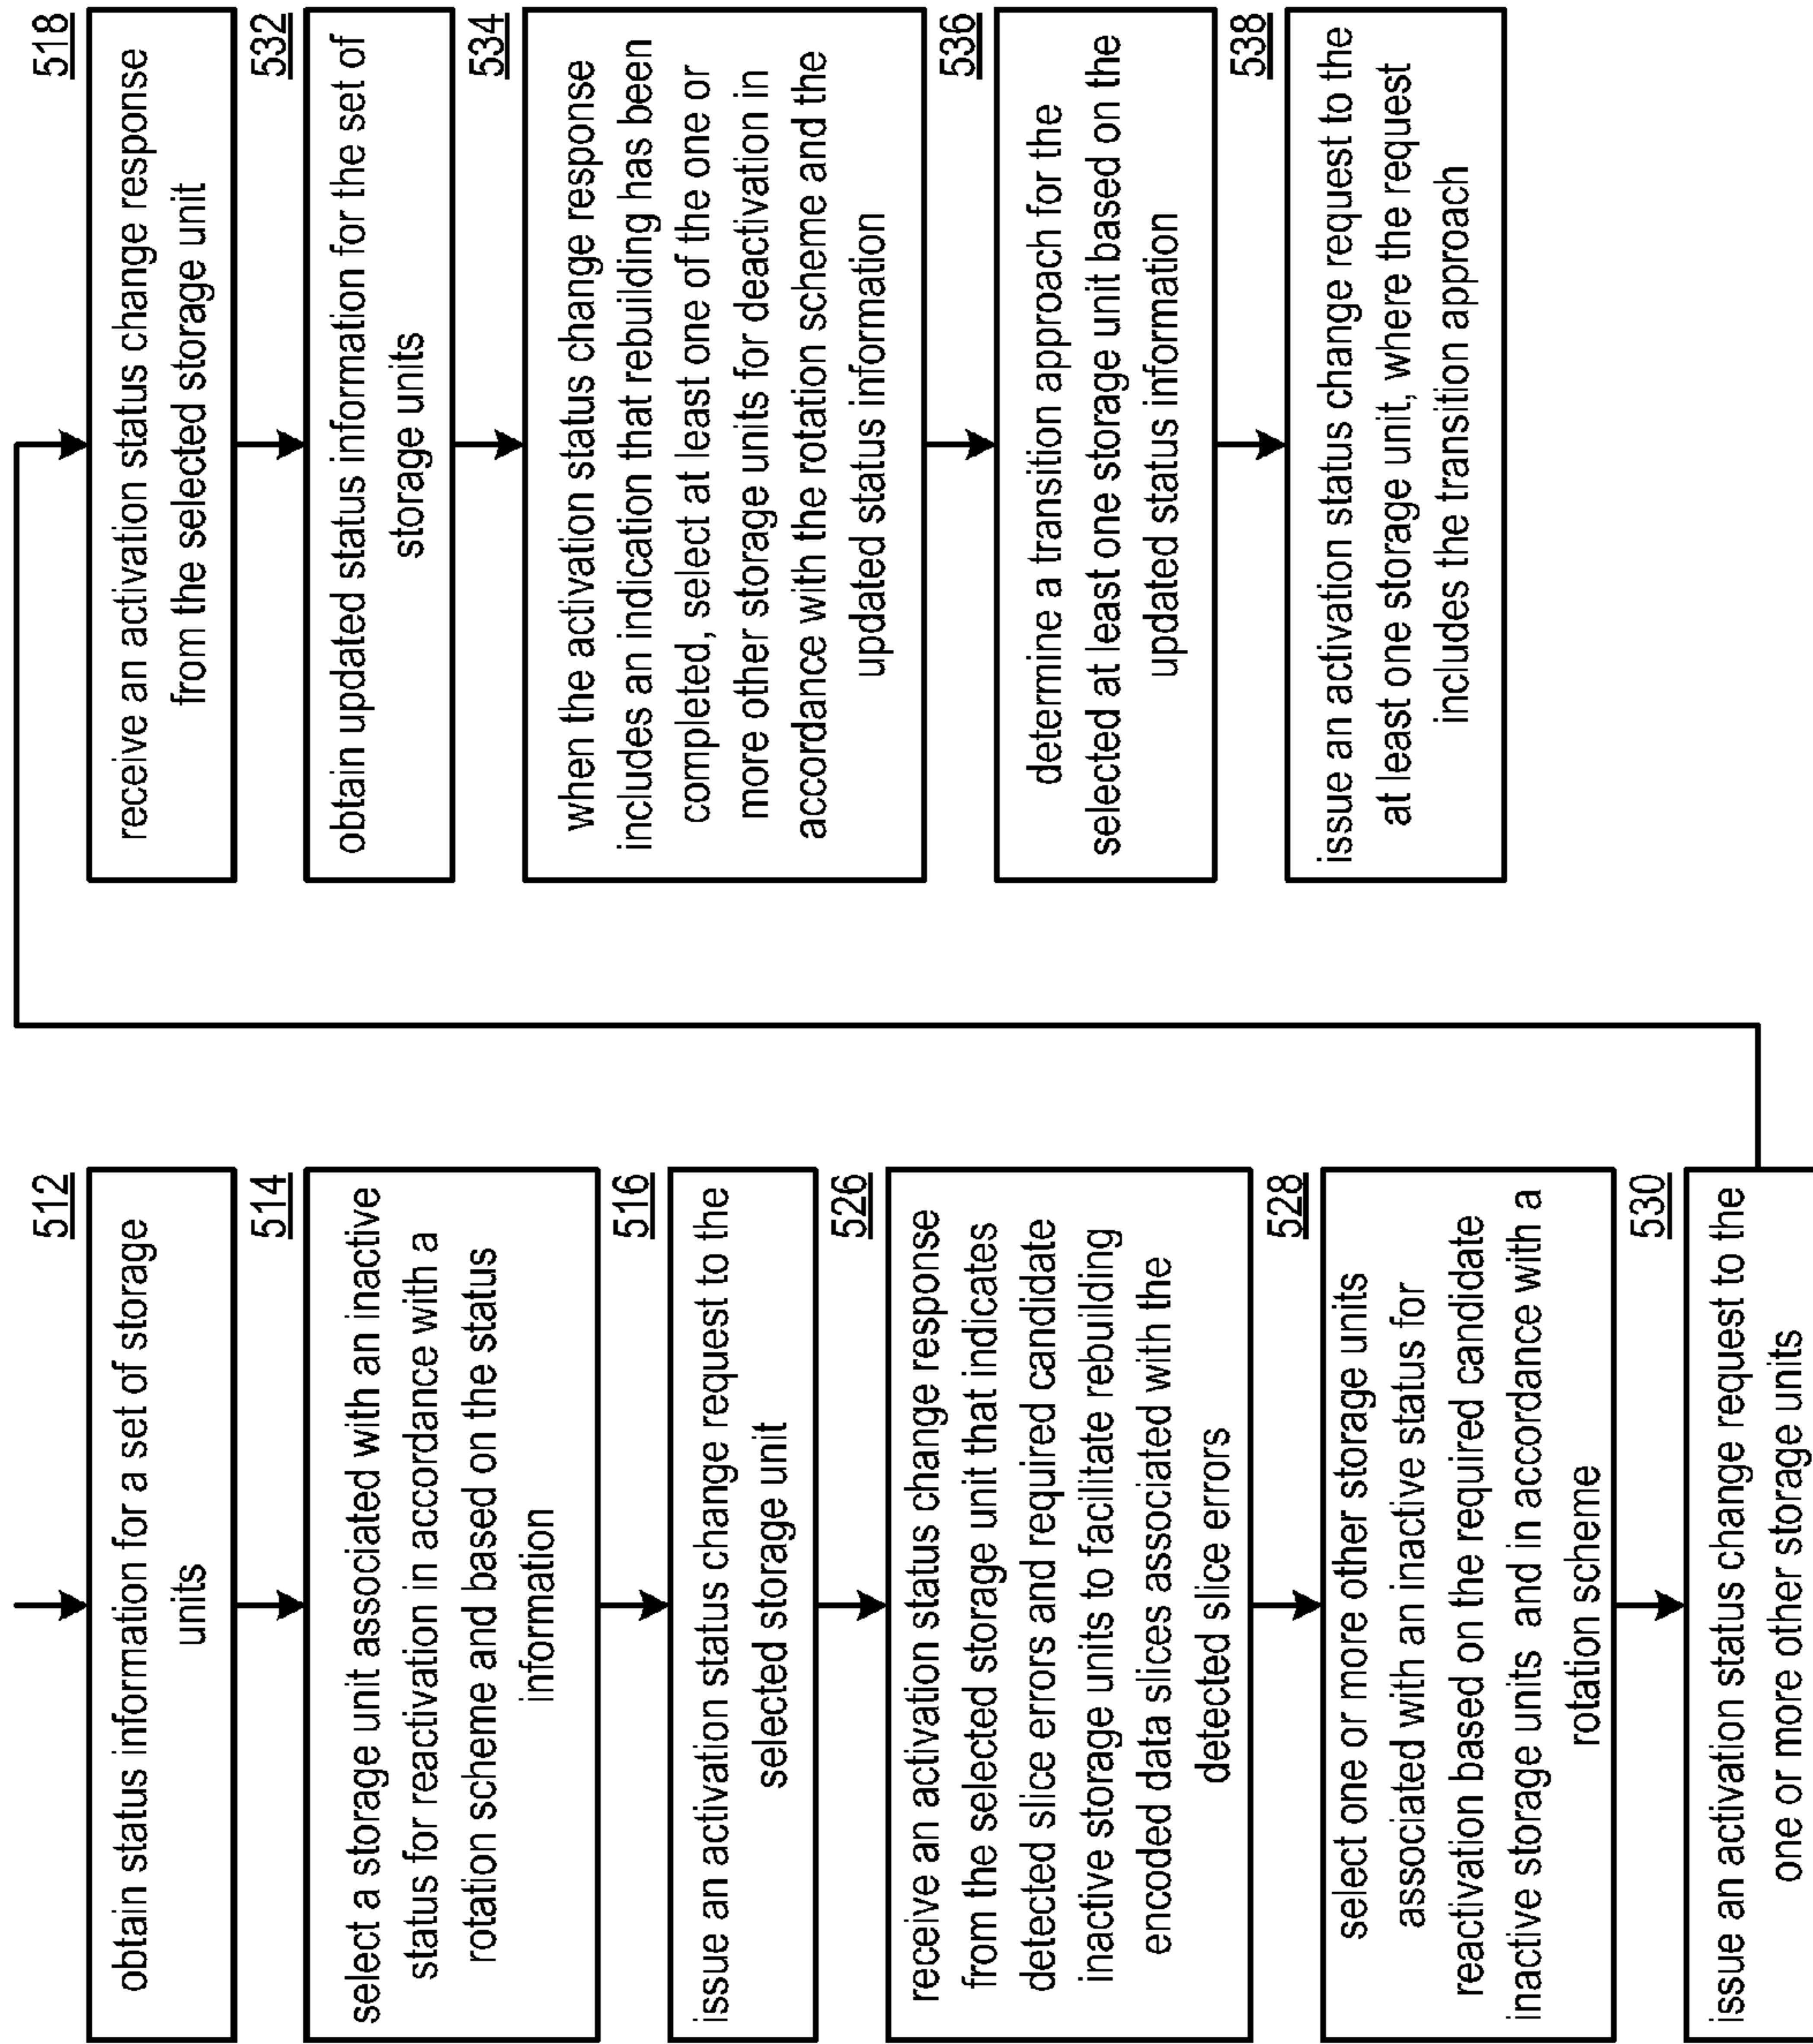 512
obtain status information for a set of storage
units
514
select a storage unit associated with an inactive
status for reactivation in accordance with a
rotation scheme and based on the status
information
516
issue an activation status change request to the
selected storage unit
526
receive an activation status change response
from the selected storage unit that indicates
detected slice errors and required candidate
inactive storage units to facilitate rebuilding
encoded data slices associated with the
detected slice errors
528
select one or more other storage units
associated with an inactive status for
reactivation based on the required candidate
inactive storage units and in accordance with a
rotation scheme
530
issue an activation status change request to the
one or more other storage units
518
receive an activation status change response
from the selected storage unit
532
obtain updated status information for the set of
storage units
534
when the activation status change response
includes an indication that rebuilding has been
completed, select at least one of the one or
more other storage units for deactivation in
accordance with the rotation scheme and the
updated status information
536
determine a transition approach for the
selected at least one storage unit based on the
updated status information
538
issue an activation status change request to the
at least one storage unit, where the request
includes the transition approach